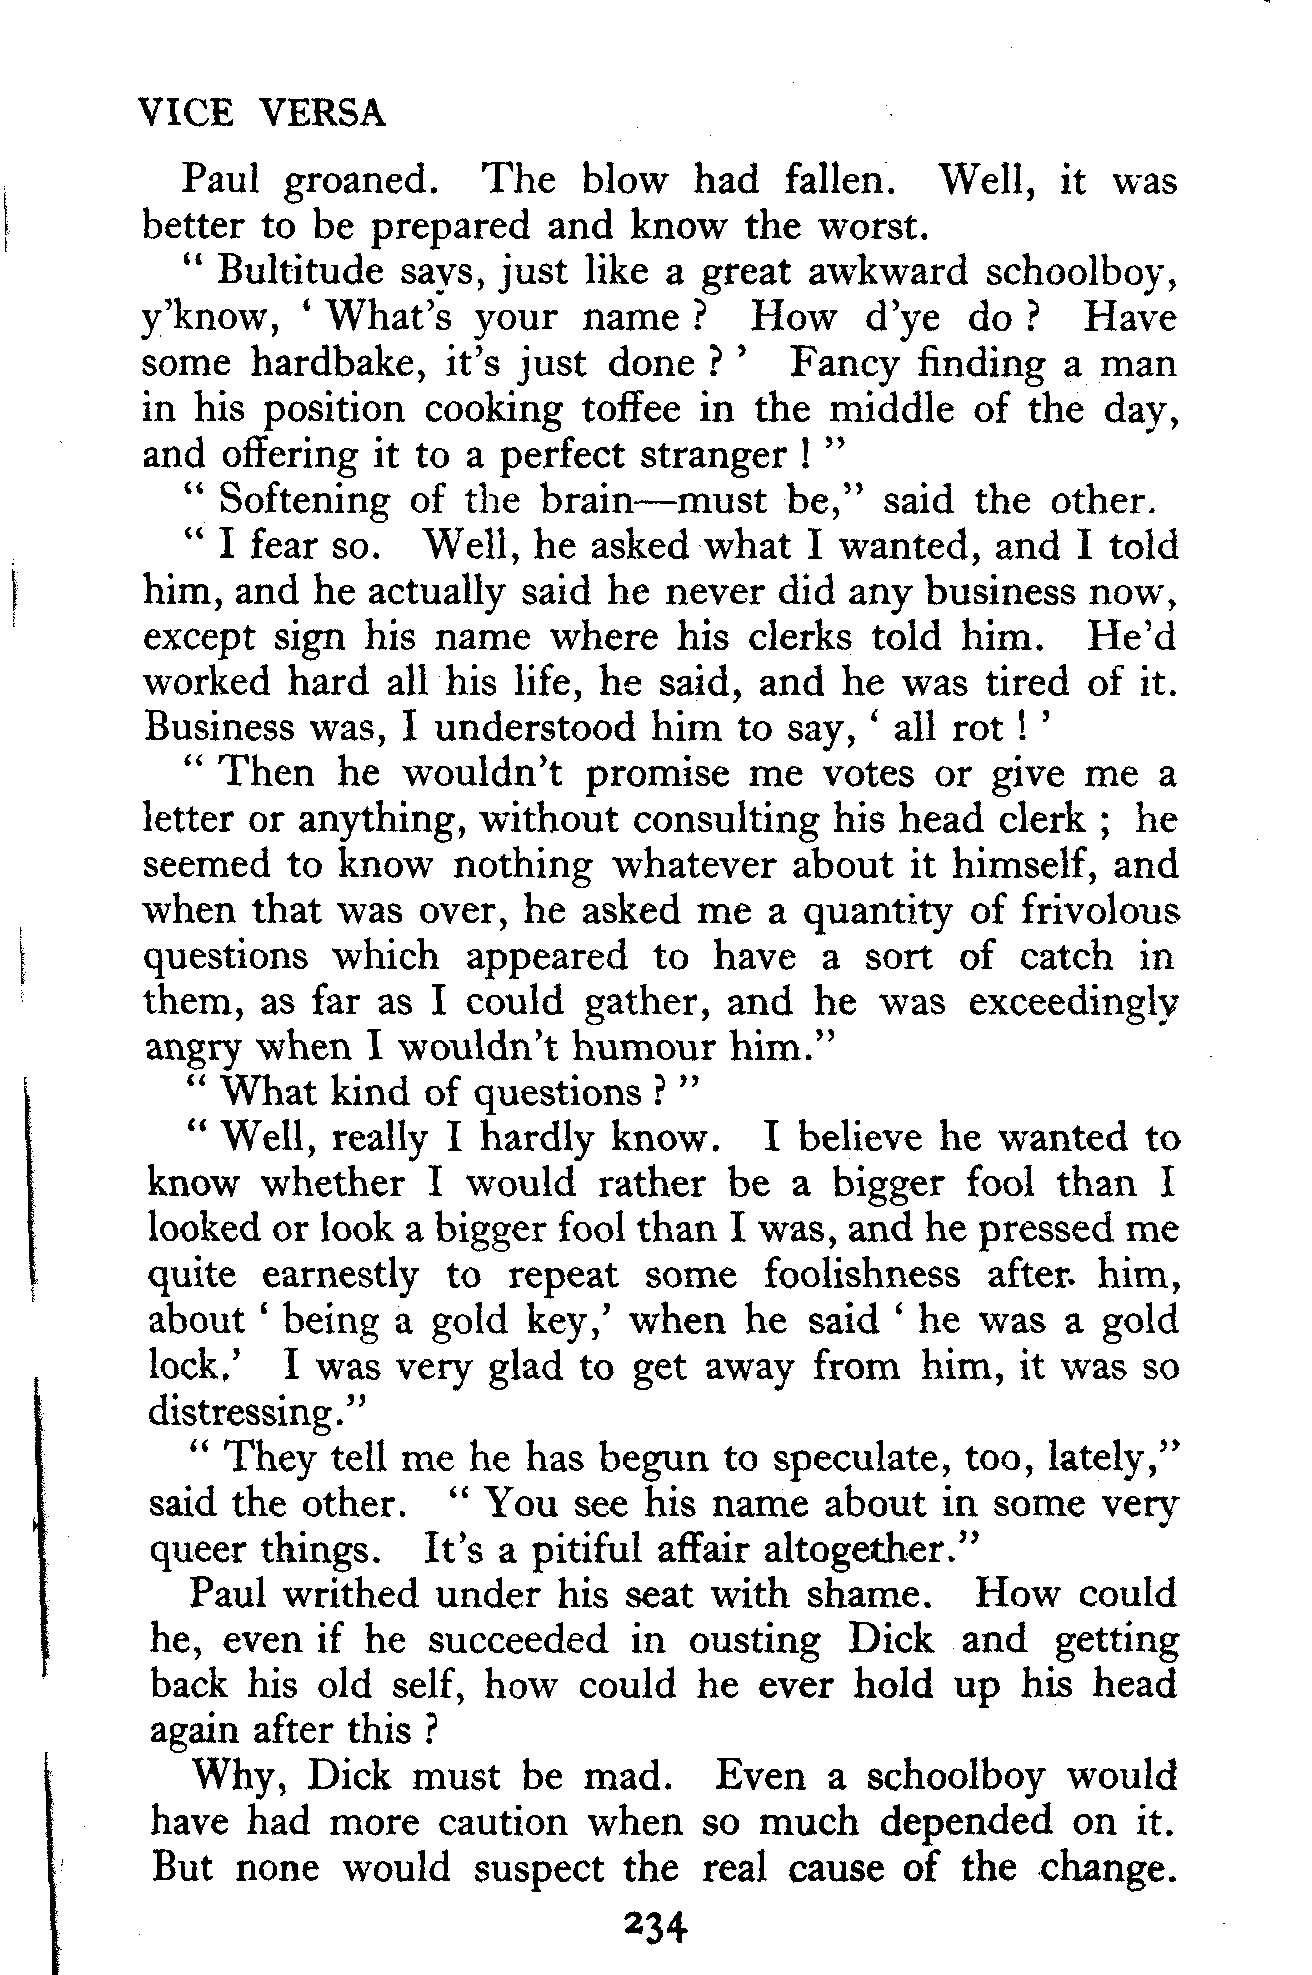 VICE VERSA
Paul groaned. The blow had fallen. Well, it was
better to be prepared and know the worst.
“ Bultitude says, just like a great awkward schoolboy,
y’know, ‘ What’s your name ? How d’ye do ? Have
some hardbake, it’s just done ? ’ Fancy finding a man
in his position cooking toffee in the middle of the day,
and offering it to a perfect stranger ! ”
“ Softening of the brain—must be,” said the other.
“ I fear so. Well, he asked what I wanted, and I told
him, and he actually said he never did any business now,
except sign his name where his clerks told him. He’d
worked hard all his life, he said, and he was tired of it.
Business was, I understood him to say, ‘ all rot ! ’
“ Then he wouldn’t promise me votes or give me a
letter or anything, without consulting his head clerk ; he
seemed to know nothing whatever about it himself, and
when that was over, he asked me a quantity of frivolous
questions which appeared to have a sort of catch in
them, as far as I could gather, and he was exceedingly
angry when I wouldn’t humour him.”
“ What kind of questions ? ”
“ Well, really I hardly know. I believe he wanted to
know whether I would rather be a bigger fool than I
looked or look a bigger fool than I was, and he pressed me
quite earnestly to repeat some foolishness after him,
about ‘ being a gold key,’ when he said ‘ he was a gold
lock.’ I was very glad to get away from him, it was so
distressing.”
“ They tell me he has begun to speculate, too, lately,”
said the other. “ You see his name about in some very
queer things. It’s a pitiful affair altogether.”
Paul writhed under his seat with shame. How could
he, even if he succeeded in ousting Dick and getting
back his old self, how could he ever hold up his head
again after this ?
Why, Dick must be mad. Even a schoolboy would
have had more caution when so much depended on it.
But none would suspect the real cause of the change.
234